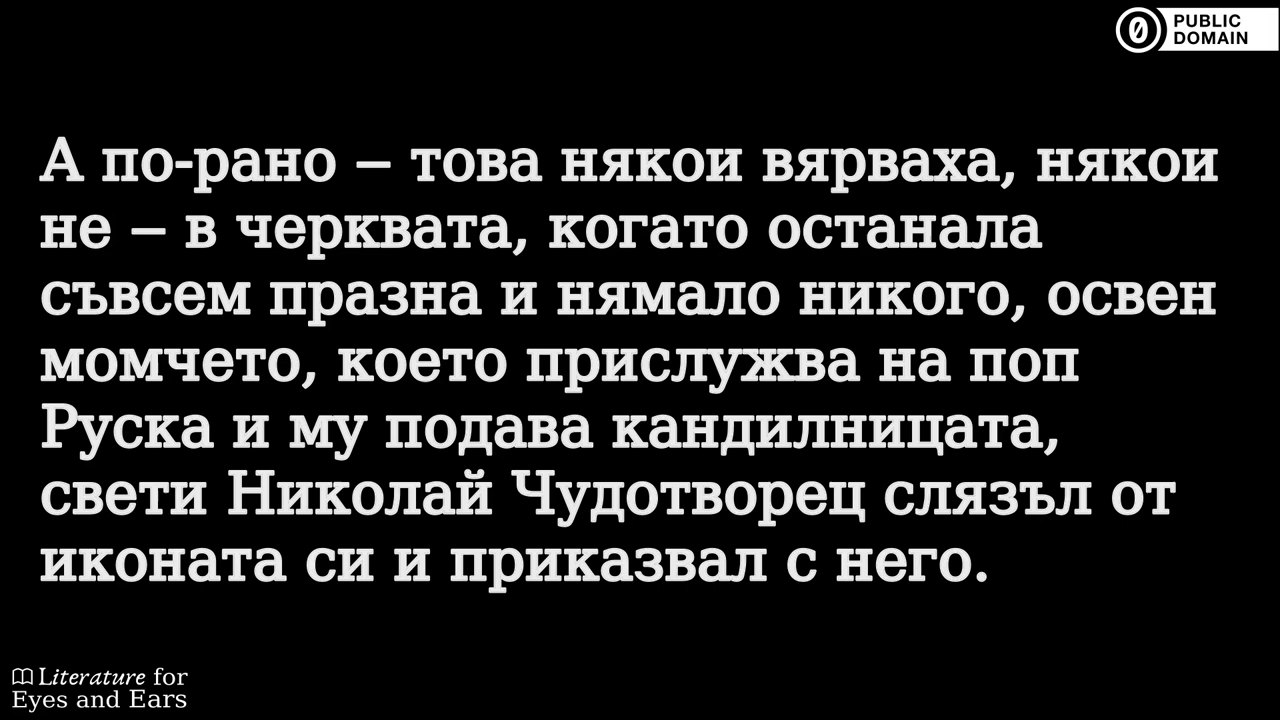 PUBLIC
DOMAIN
А по-рано – това някои вярваха, някои
не – в черквата, когато останала
съвсем празна и нямало никого, освен
момчето, което прислужва на поп
Руска и му подава кандилницата,
свети Николай Чудотворец слязъл от
иконата си и приказвал с него.
Literature for
Eyes and Ears